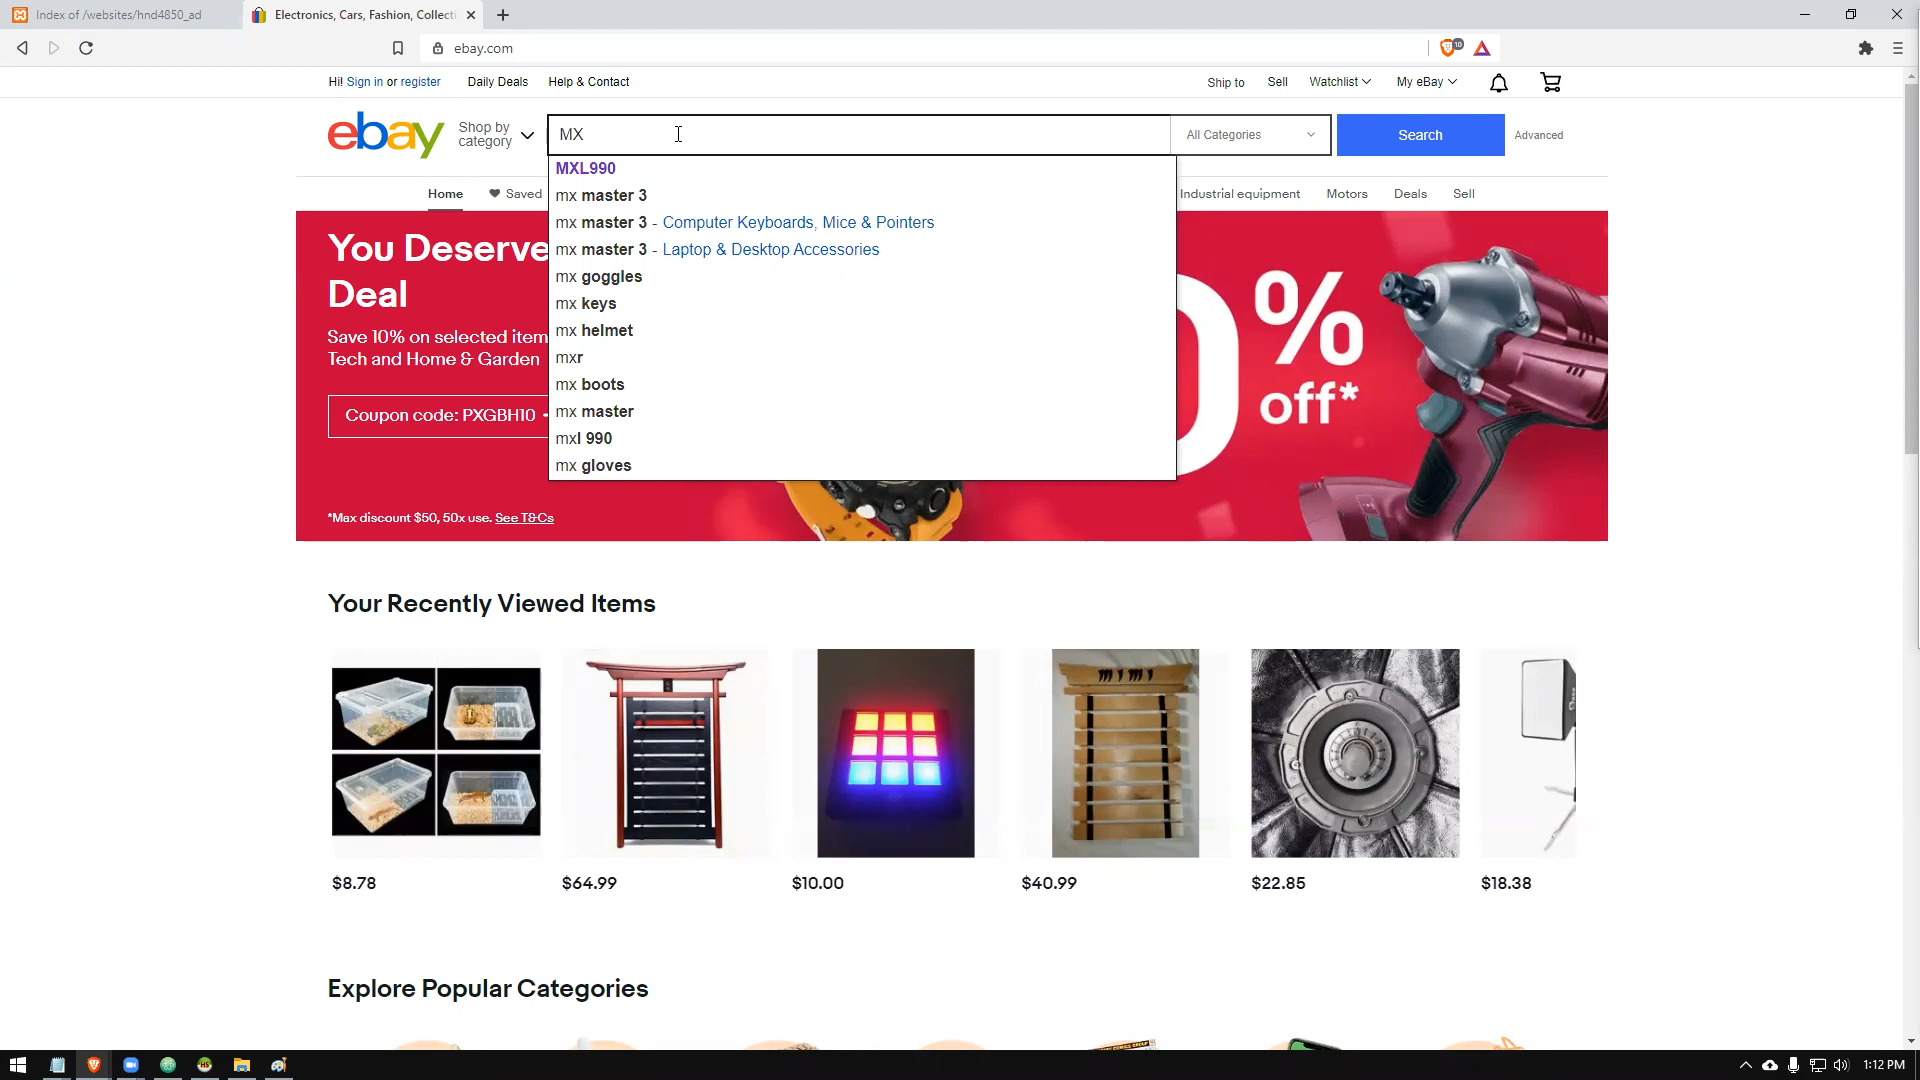 Index of /websites/hnd4850_ad
Electronics, Cars, Fashion, Collecti
ebay.com
10
Hi! Sign in or register
Daily Deals
Help & Contact
Ship to
Sell
Watchlist
My eBay
ebay
Shop by
category
MX
All Categories
Search
Advanced
MXL990
mx master 3
mx master 3 - Computer Keyboards, Mice & Pointers
mx master 3 - Laptop & Desktop Accessories
mx goggles
mx keys
mx helmet
mxr
mx boots
mx master
mxl 990
mx gloves
Home
Saved
Industrial equipment
Motors
Deals
Sell
You Deserve
Deal
Save 10% on selected item
Tech and Home & Garden
Coupon code: PXGBH10
0%
off*
*Max discount $50, 50x use. See T&Cs
Your Recently Viewed Items
$8.78
$64.99
$10.00
$40.99
$22.85
$18.38
Explore Popular Categories
1:12 PM